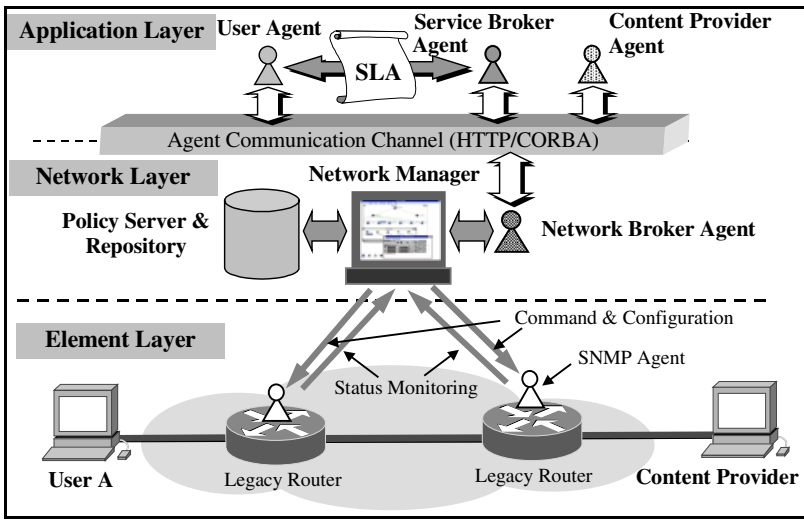 Application Layer
User Agent
SLA
Service Broker
Agent
Content Provider
Agent
Agent Communication Channel (HTTP/CORBA)
Network Layer
Network Manager
Policy Server &
Repository
Network Broker Agent
Element Layer
Command & Configuration
SNMP Agent
Status Monitoring
User A
Legacy Router
Legacy Router
Content Provider